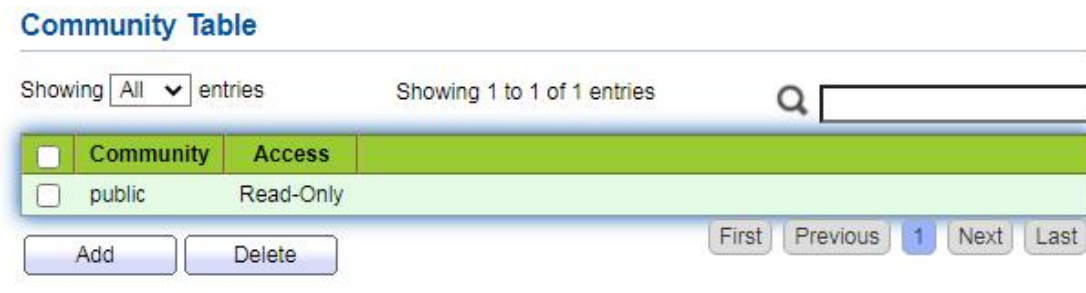 Community Table
Showing All entries Showing 1 to 1 of 1 entries
Community Access
public Read-Only
Add Delete First Previous 1 Next Last